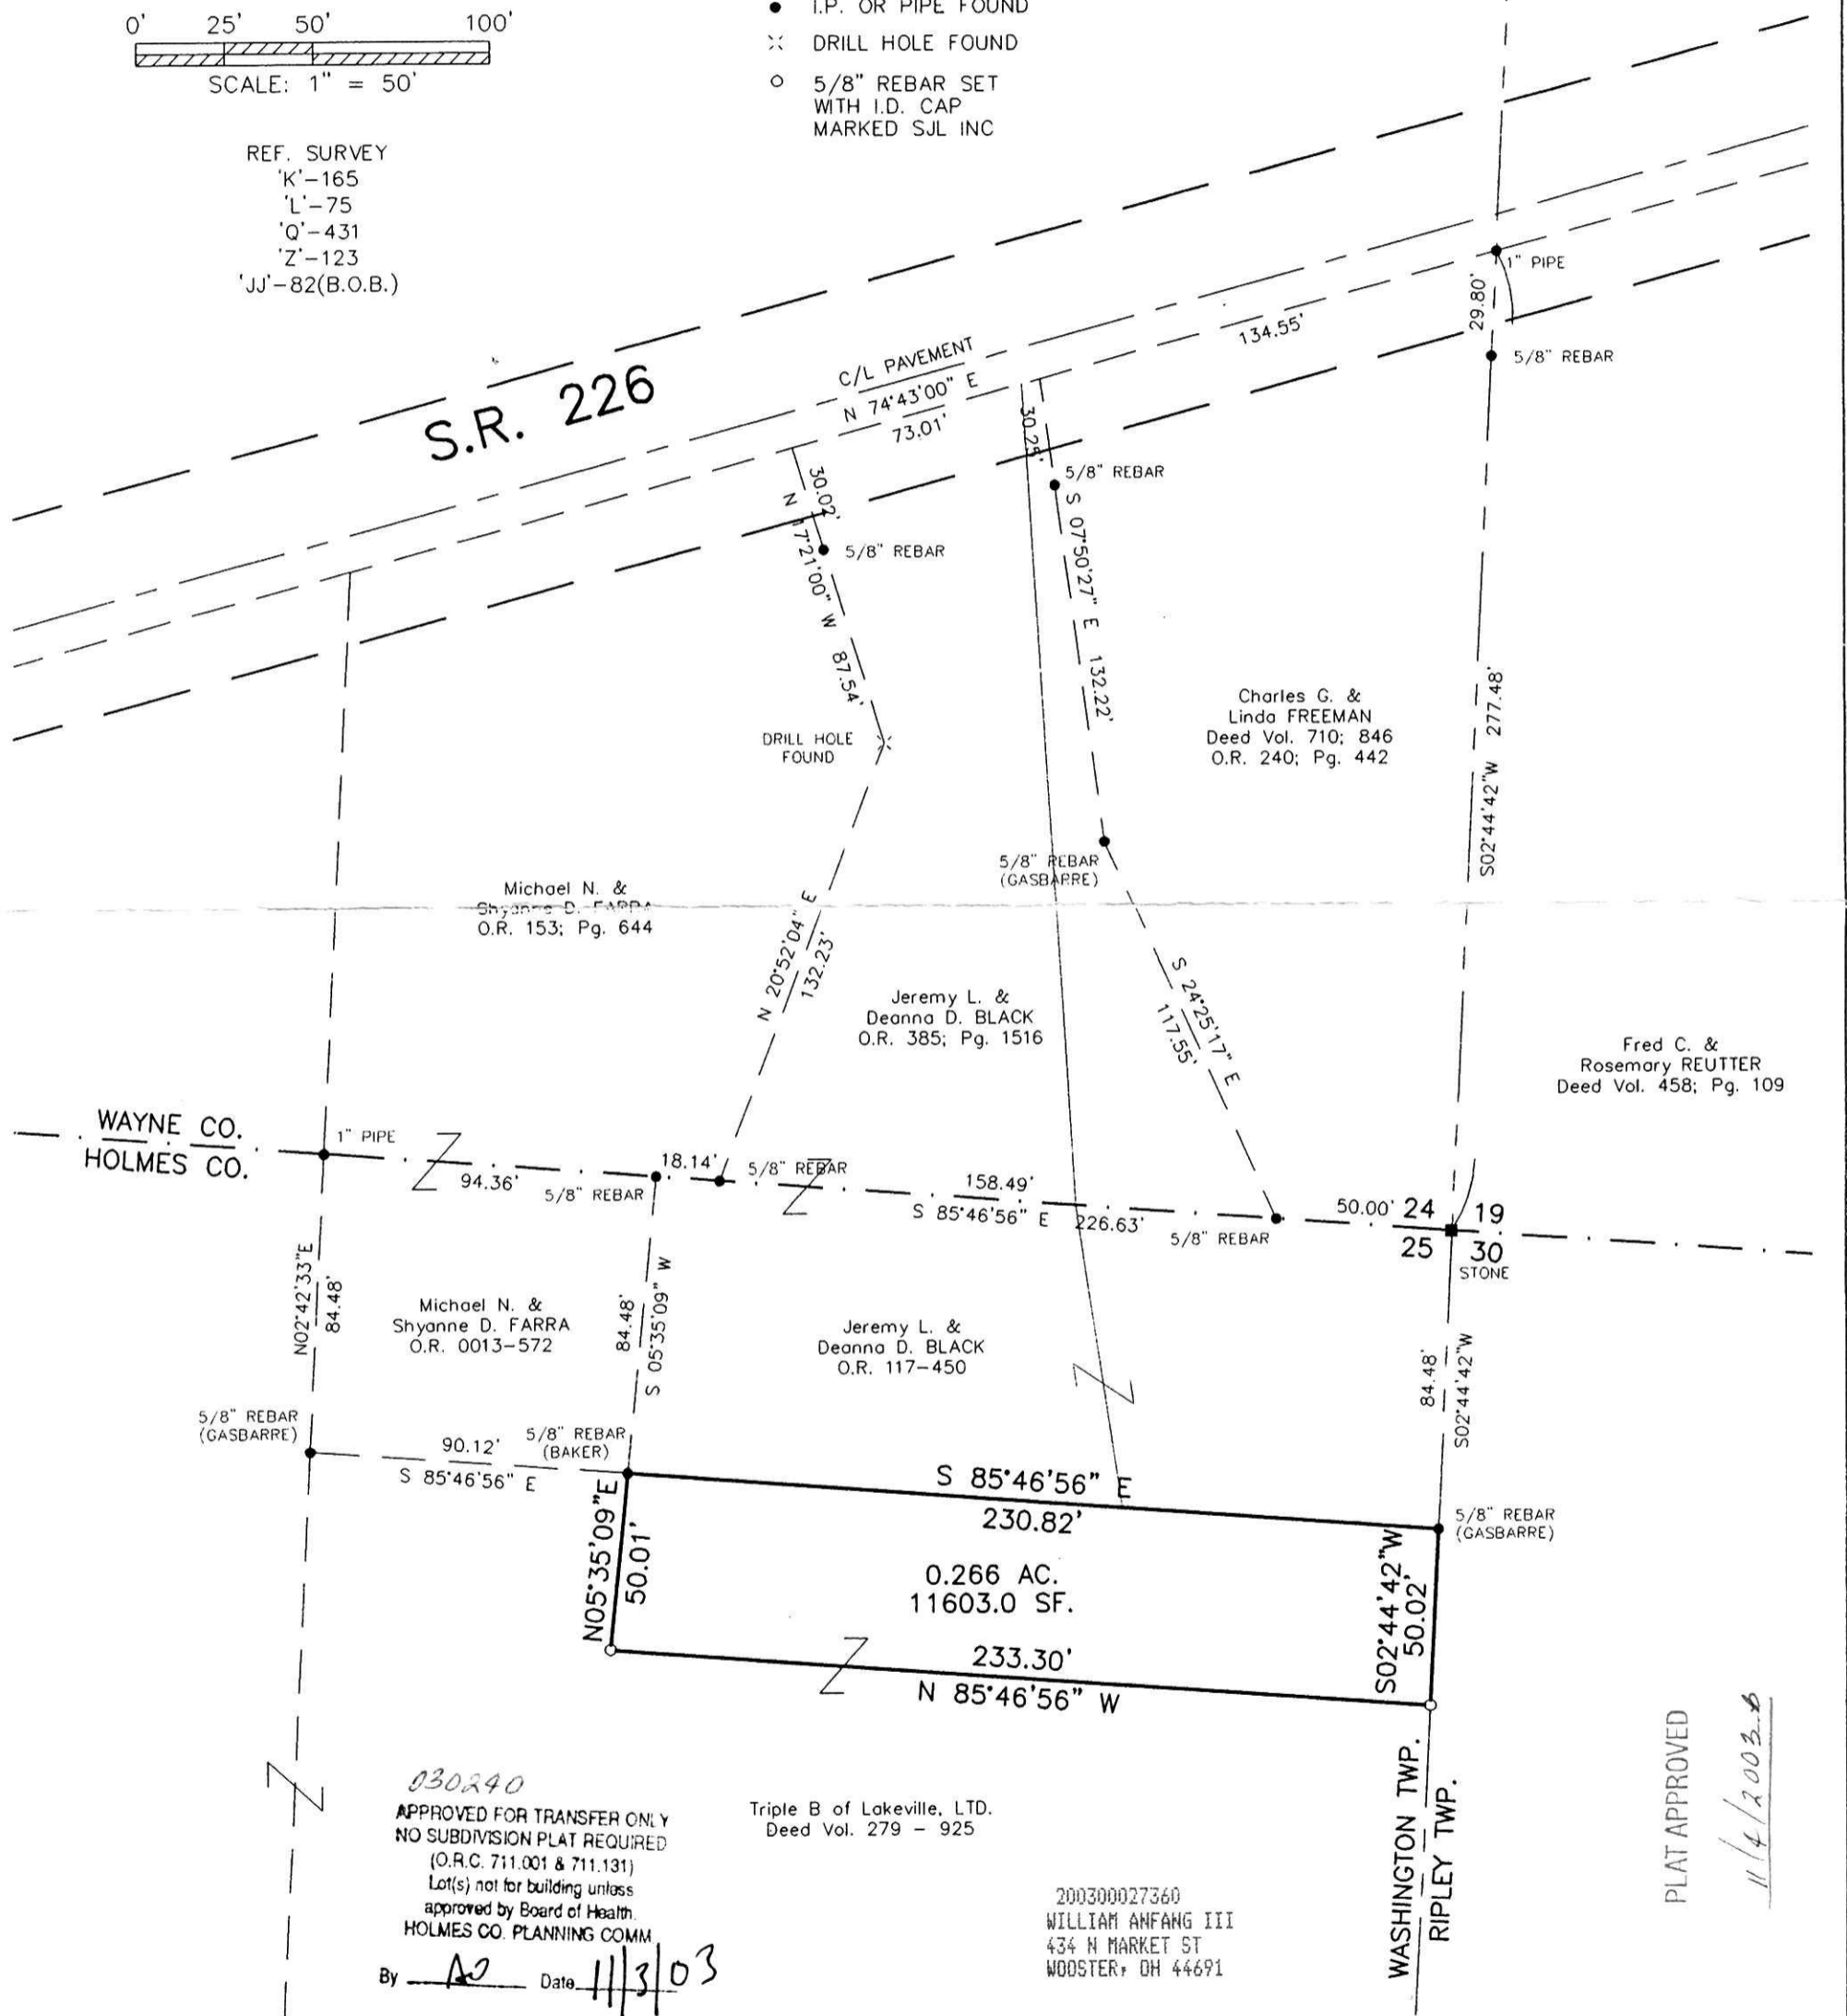 0' 25' 50' 100'
SCALE: 1" = 50'
I.P. OR PIPE FOUND
DRILL HOLE FOUND
5/8" REBAR SET
WITH I.D. CAP
MARKED SJL INC
REF. SURVEY
'K'-165
'L'-75
'Q'-431
'Z'-123
'JJ'-82(B.O.B.)
S.R. 226
C/L PAVEMENT
N 74°43'00" E
73.01'
134.55'
1" PIPE
29.80'
5/8" REBAR
30.25'
5/8" REBAR
30.02'
5/8" REBAR
N 17°21'00" W 87.54'
S 07°50'27" E 132.22'
S02°44'42"W 277.48'
Charles G. &
Linda FREEMAN
Deed Vol. 710; 846
O.R. 240; Pg. 442
DRILL HOLE
FOUND
5/8" REBAR
(GASBARRE)
Michael N. &
Shyanne D. FARRA
O.R. 153; Pg. 644
N 20°52'04" E
132.23'
Jeremy L. &
Deanna D. BLACK
O.R. 385; Pg. 1516
S 24°25'17" E
117.55'
Fred C. &
Rosemary REUTTER
Deed Vol. 458; Pg. 109
WAYNE CO.
HOLMES CO.
1" PIPE
94.36'
5/8" REBAR
18.14'
5/8" REBAR
158.49'
S 85°46'56" E 226.63'
5/8" REBAR
50.00'
24 19
25 30
STONE
N02°42'33"E
84.48'
Michael N. &
Shyanne D. FARRA
O.R. 0013-572
84.48'
S 05°35'09" W
Jeremy L. &
Deanna D. BLACK
O.R. 117-450
84.48'
S02°44'42"W
5/8" REBAR
(GASBARRE)
90.12'
S 85°46'56" E
5/8" REBAR
(BAKER)
S 85°46'56" E
230.82'
5/8" REBAR
(GASBARRE)
N05°35'09"E
50.01'
0.266 AC.
11603.0 SF.
S02°44'42"W
50.02'
233.30'
N 85°46'56" W
030240
APPROVED FOR TRANSFER ONLY
NO SUBDIVISION PLAT REQUIRED
(O.R.C. 711.001 & 711.131)
Lot(s) not for building unless
approved by Board of Health.
HOLMES CO. PLANNING COMM
By Date 11/3/03
Triple B of Lakeville, LTD.
Deed Vol. 279 - 925
200300027360
WILLIAM ANFANG III
434 N MARKET ST
WOOSTER, OH 44691
WASHINGTON TWP.
RIPLEY TWP.
PLAT APPROVED
11/4/2003